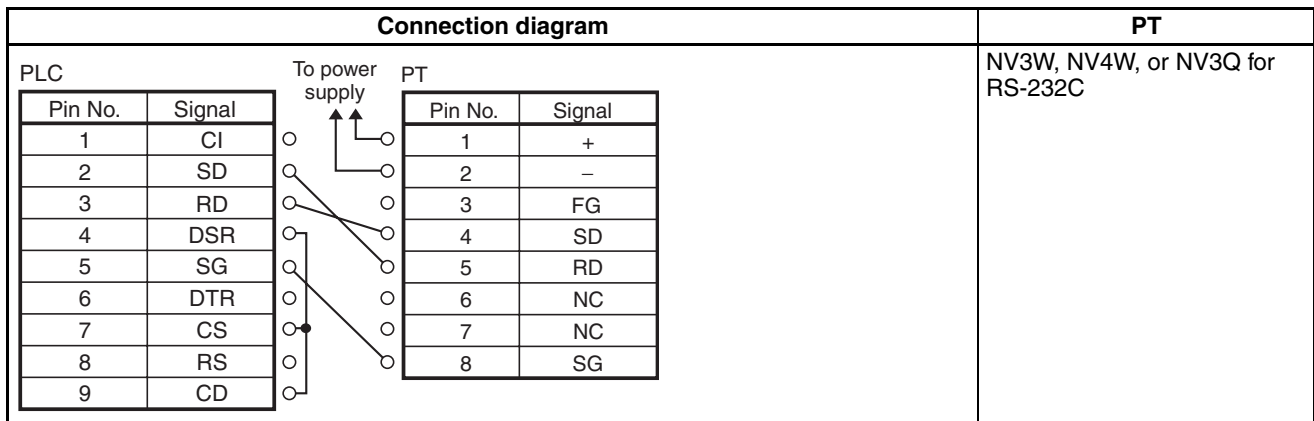 Connection diagram PT
PLC To power supply PT
NV3W, NV4W, or NV3Q for
RS-232C
Pin No. Signal
1 CI
2 SD
3 RD
4 DSR
5 SG
6 DTR
7 CS
8 RS
9 CD
Pin No. Signal
1 +
2 –
3 FG
4 SD
5 RD
6 NC
7 NC
8 SG